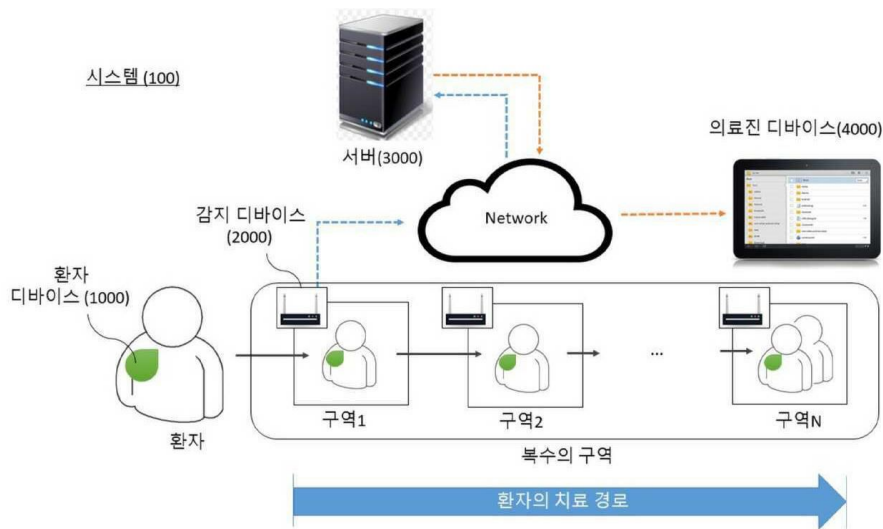 시스템 (100)
서버(3000)
의료진 디바이스(4000)
Network
감지 디바이스
(2000)
환자
디바이스 (1000)
...
구역1
구역2
구역N
환자
복수의 구역
환자의 치료 경로